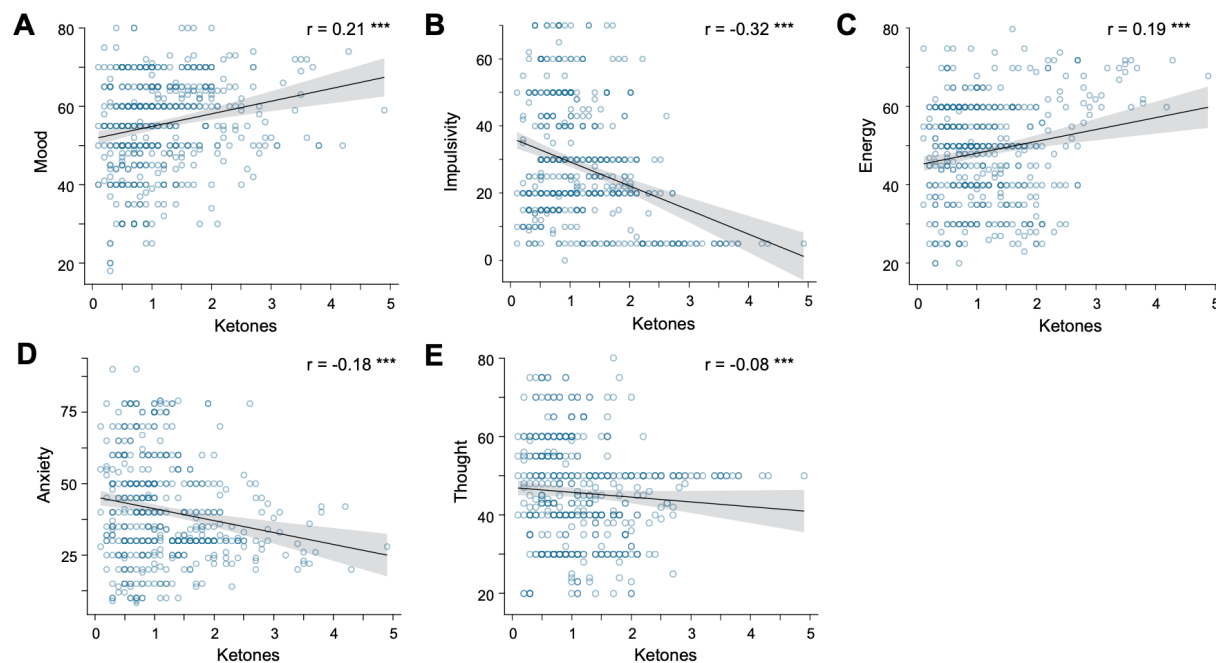 A
r = 0.21 ***
80
60
40
20
Mood
0 1 2 3 4 5
Ketones
B
r = -0.32 ***
60
40
20
0
Impulsivity
0 1 2 3 4 5
Ketones
C
r = 0.19 ***
80
60
40
20
Energy
0 1 2 3 4 5
Ketones
D
r = -0.18 ***
75
50
25
Anxiety
0 1 2 3 4 5
Ketones
E
r = -0.08 ***
80
60
40
20
Thought
0 1 2 3 4 5
Ketones